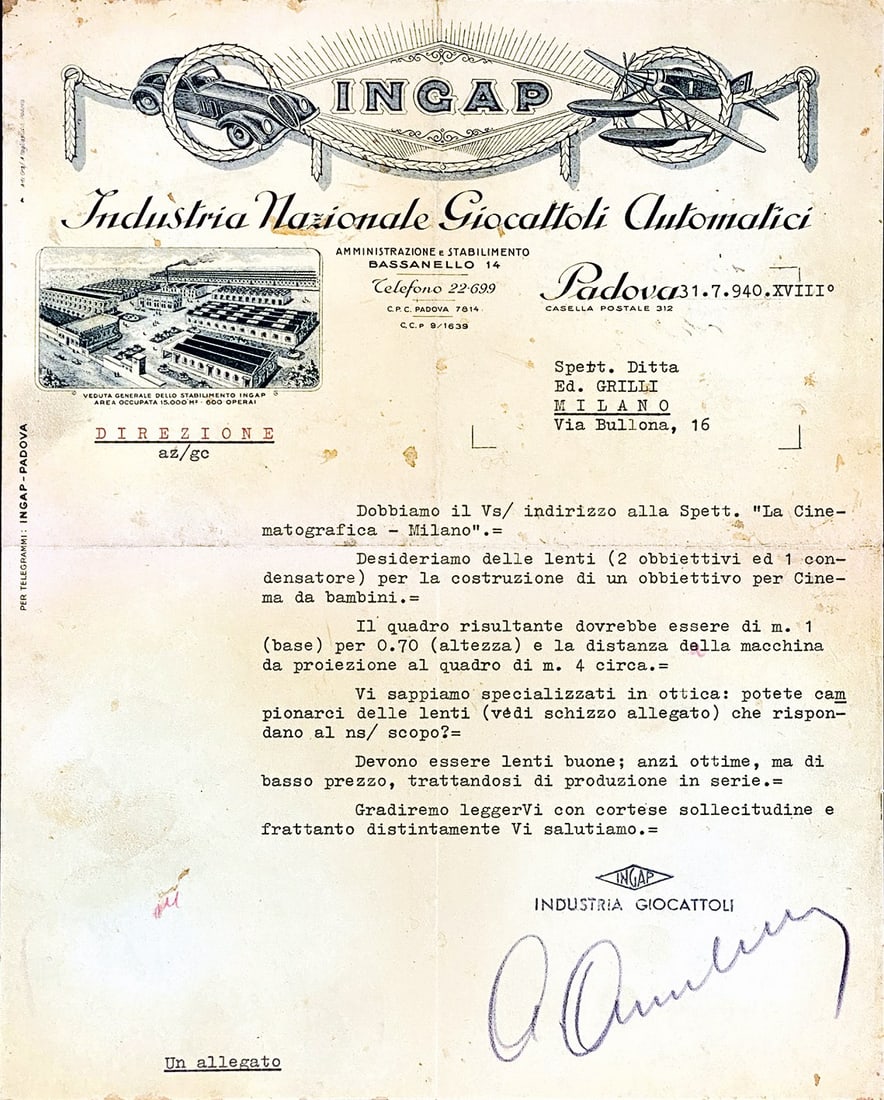 INGAP
Industria Nazionale Giocattoli Automatici
AMMINISTRAZIONE E STABILIMENTO
BASSANELLO 14
Telefono 22·699
C.P.C. PADOVA 7814
C.C.P 9/1639
Padova 31.7.940.XVIII°
CASELLA POSTALE 312
VEDUTA GENERALE DELLO STABILIMENTO INGAP
AREA OCCUPATA 15.000 M² - 600 OPERAI
Spett. Ditta
Ed. GRILLI
MILANO
Via Bullona, 16
DIREZIONE
az/gc
PER TELEGRAMMI: INGAP-PADOVA
Dobbiamo il Vs/ indirizzo alla Spett. "La Cine-
matografica - Milano".=
Desideriamo delle lenti (2 obbiettivi ed 1 con-
densatore) per la costruzione di un obbiettivo per Cine-
ma da bambini.=
Il quadro risultante dovrebbe essere di m. 1
(base) per 0.70 (altezza) e la distanza della macchina
da proiezione al quadro di m. 4 circa.=
Vi sappiamo specializzati in ottica: potete cam
pionarci delle lenti (vedi schizzo allegato) che rispon-
dano al ns/ scopo?=
Devono essere lenti buone; anzi ottime, ma di
basso prezzo, trattandosi di produzione in serie.=
Gradiremo leggerVi con cortese sollecitudine e
frattanto distintamente Vi salutiamo.=
INGAP
INDUSTRIA GIOCATTOLI
Un allegato